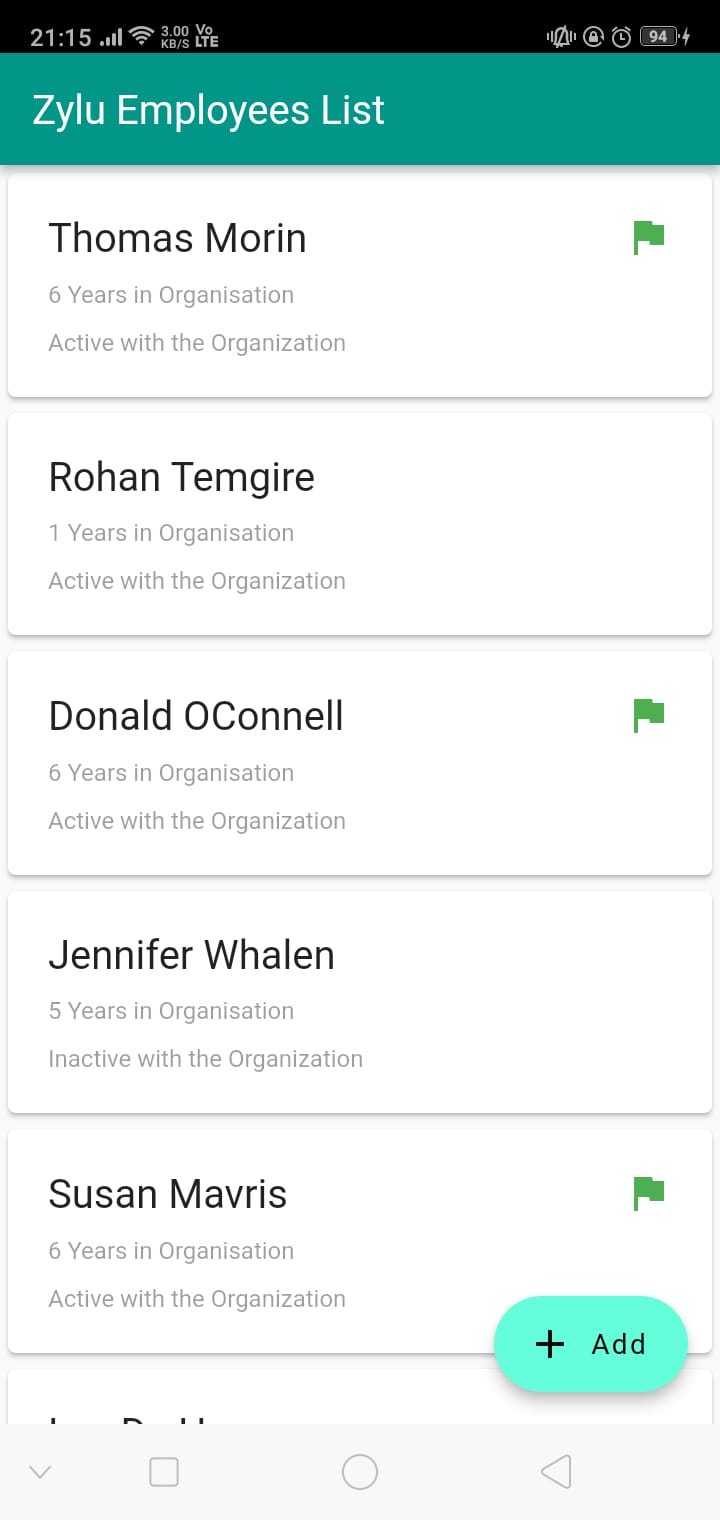 21:15 3.00 KB/S Vo LTE 94
Zylu Employees List
Thomas Morin
6 Years in Organisation
Active with the Organization
Rohan Temgire
1 Years in Organisation
Active with the Organization
Donald OConnell
6 Years in Organisation
Active with the Organization
Jennifer Whalen
5 Years in Organisation
Inactive with the Organization
Susan Mavris
6 Years in Organisation
Active with the Organization
Add